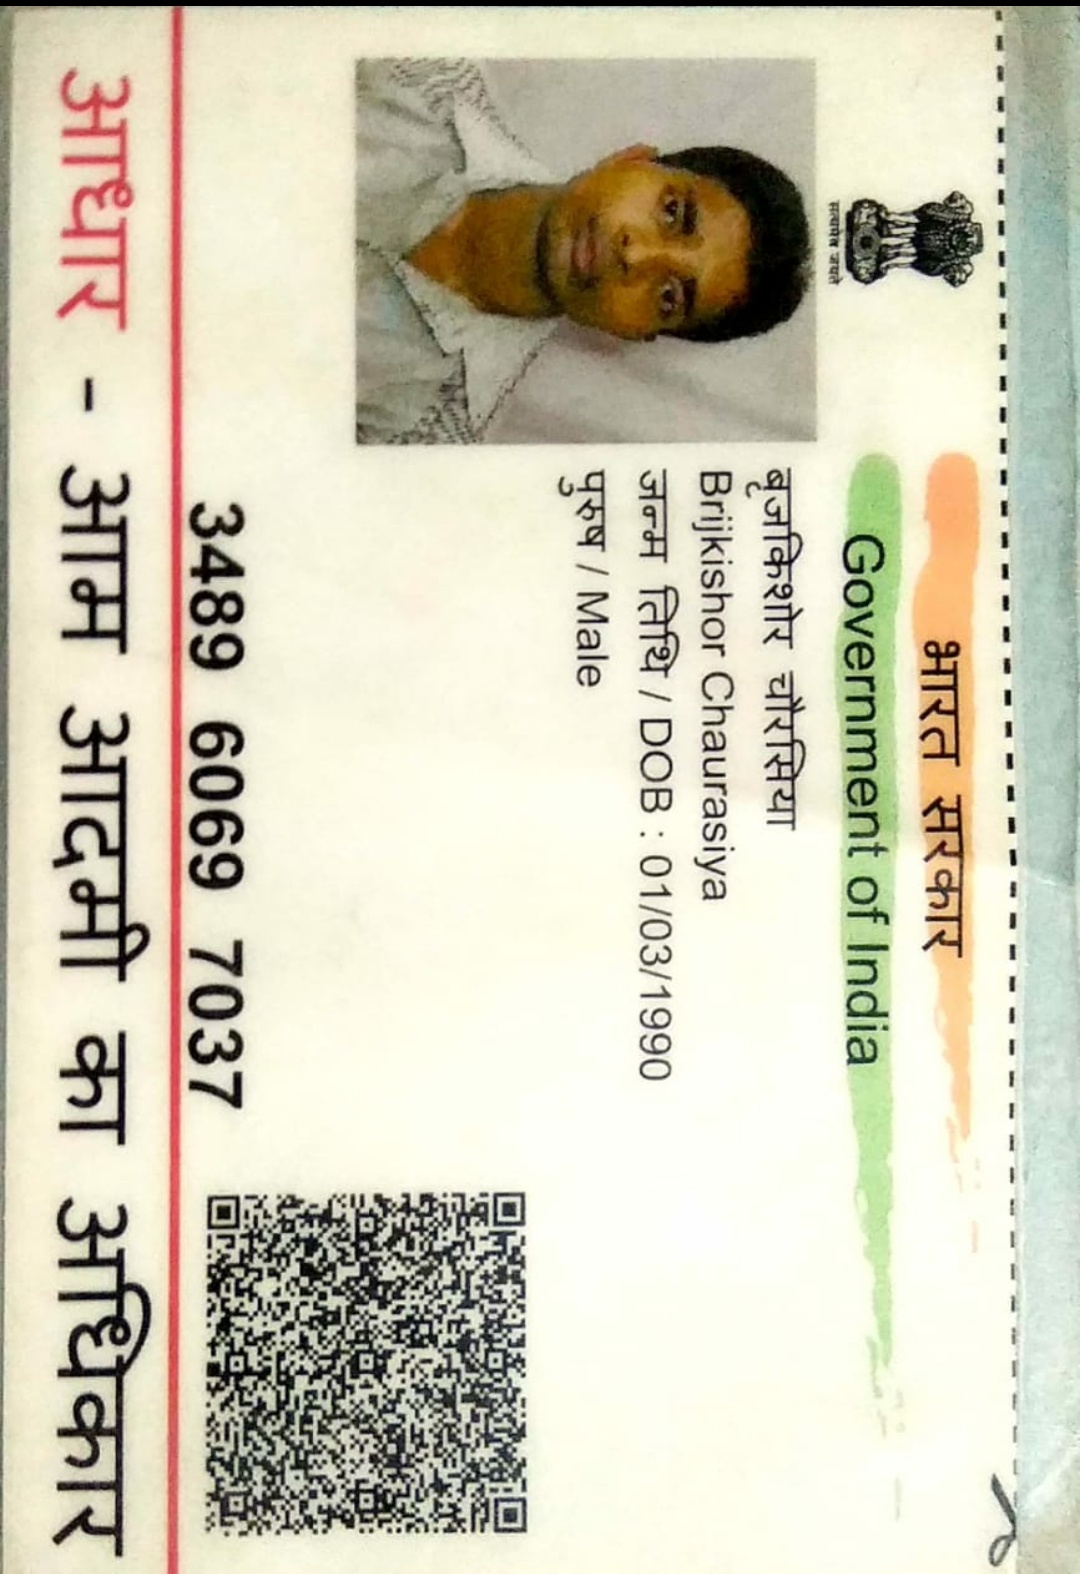 सत्यमेव जयते
भारत सरकार
Government of India
बृजकिशोर चौरसिया
Brijkishor Chaurasiya
जन्म तिथि / DOB : 01/03/1990
पुरुष / Male
3489 6069 7037
आधार - आम आदमी का अधिकार